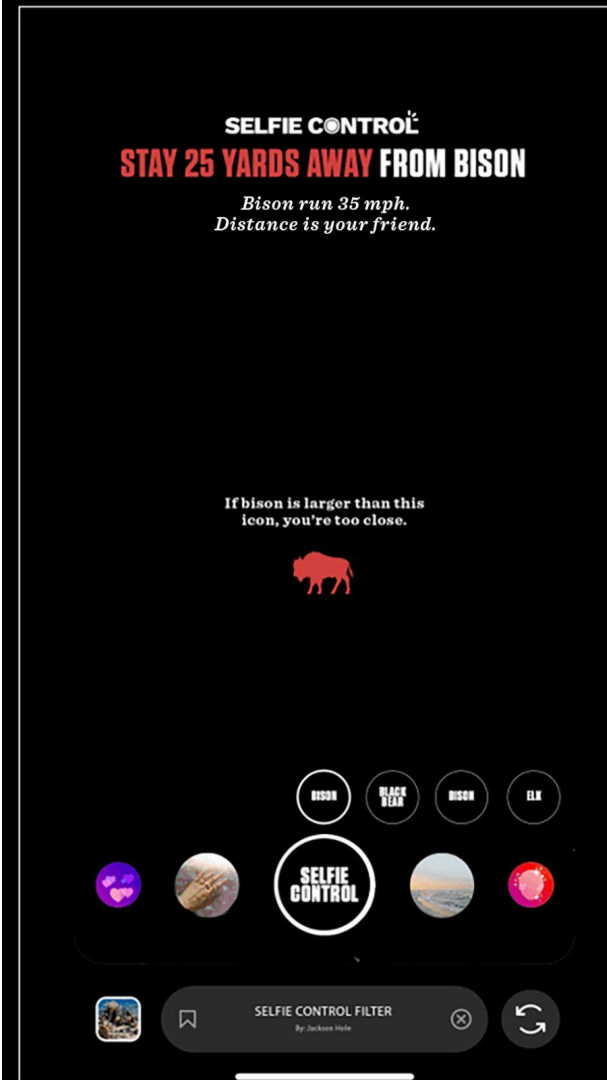 SELFIE CONTROL
STAY 25 YARDS AWAY FROM BISON
Bison run 35 mph.
Distance is your friend.
If bison is larger than this
icon, you're too close.
BISON
BLACK
BEAR
BISON
ELK
SELFIE
CONTROL
SELFIE CONTROL FILTER
By: Jackson Hole